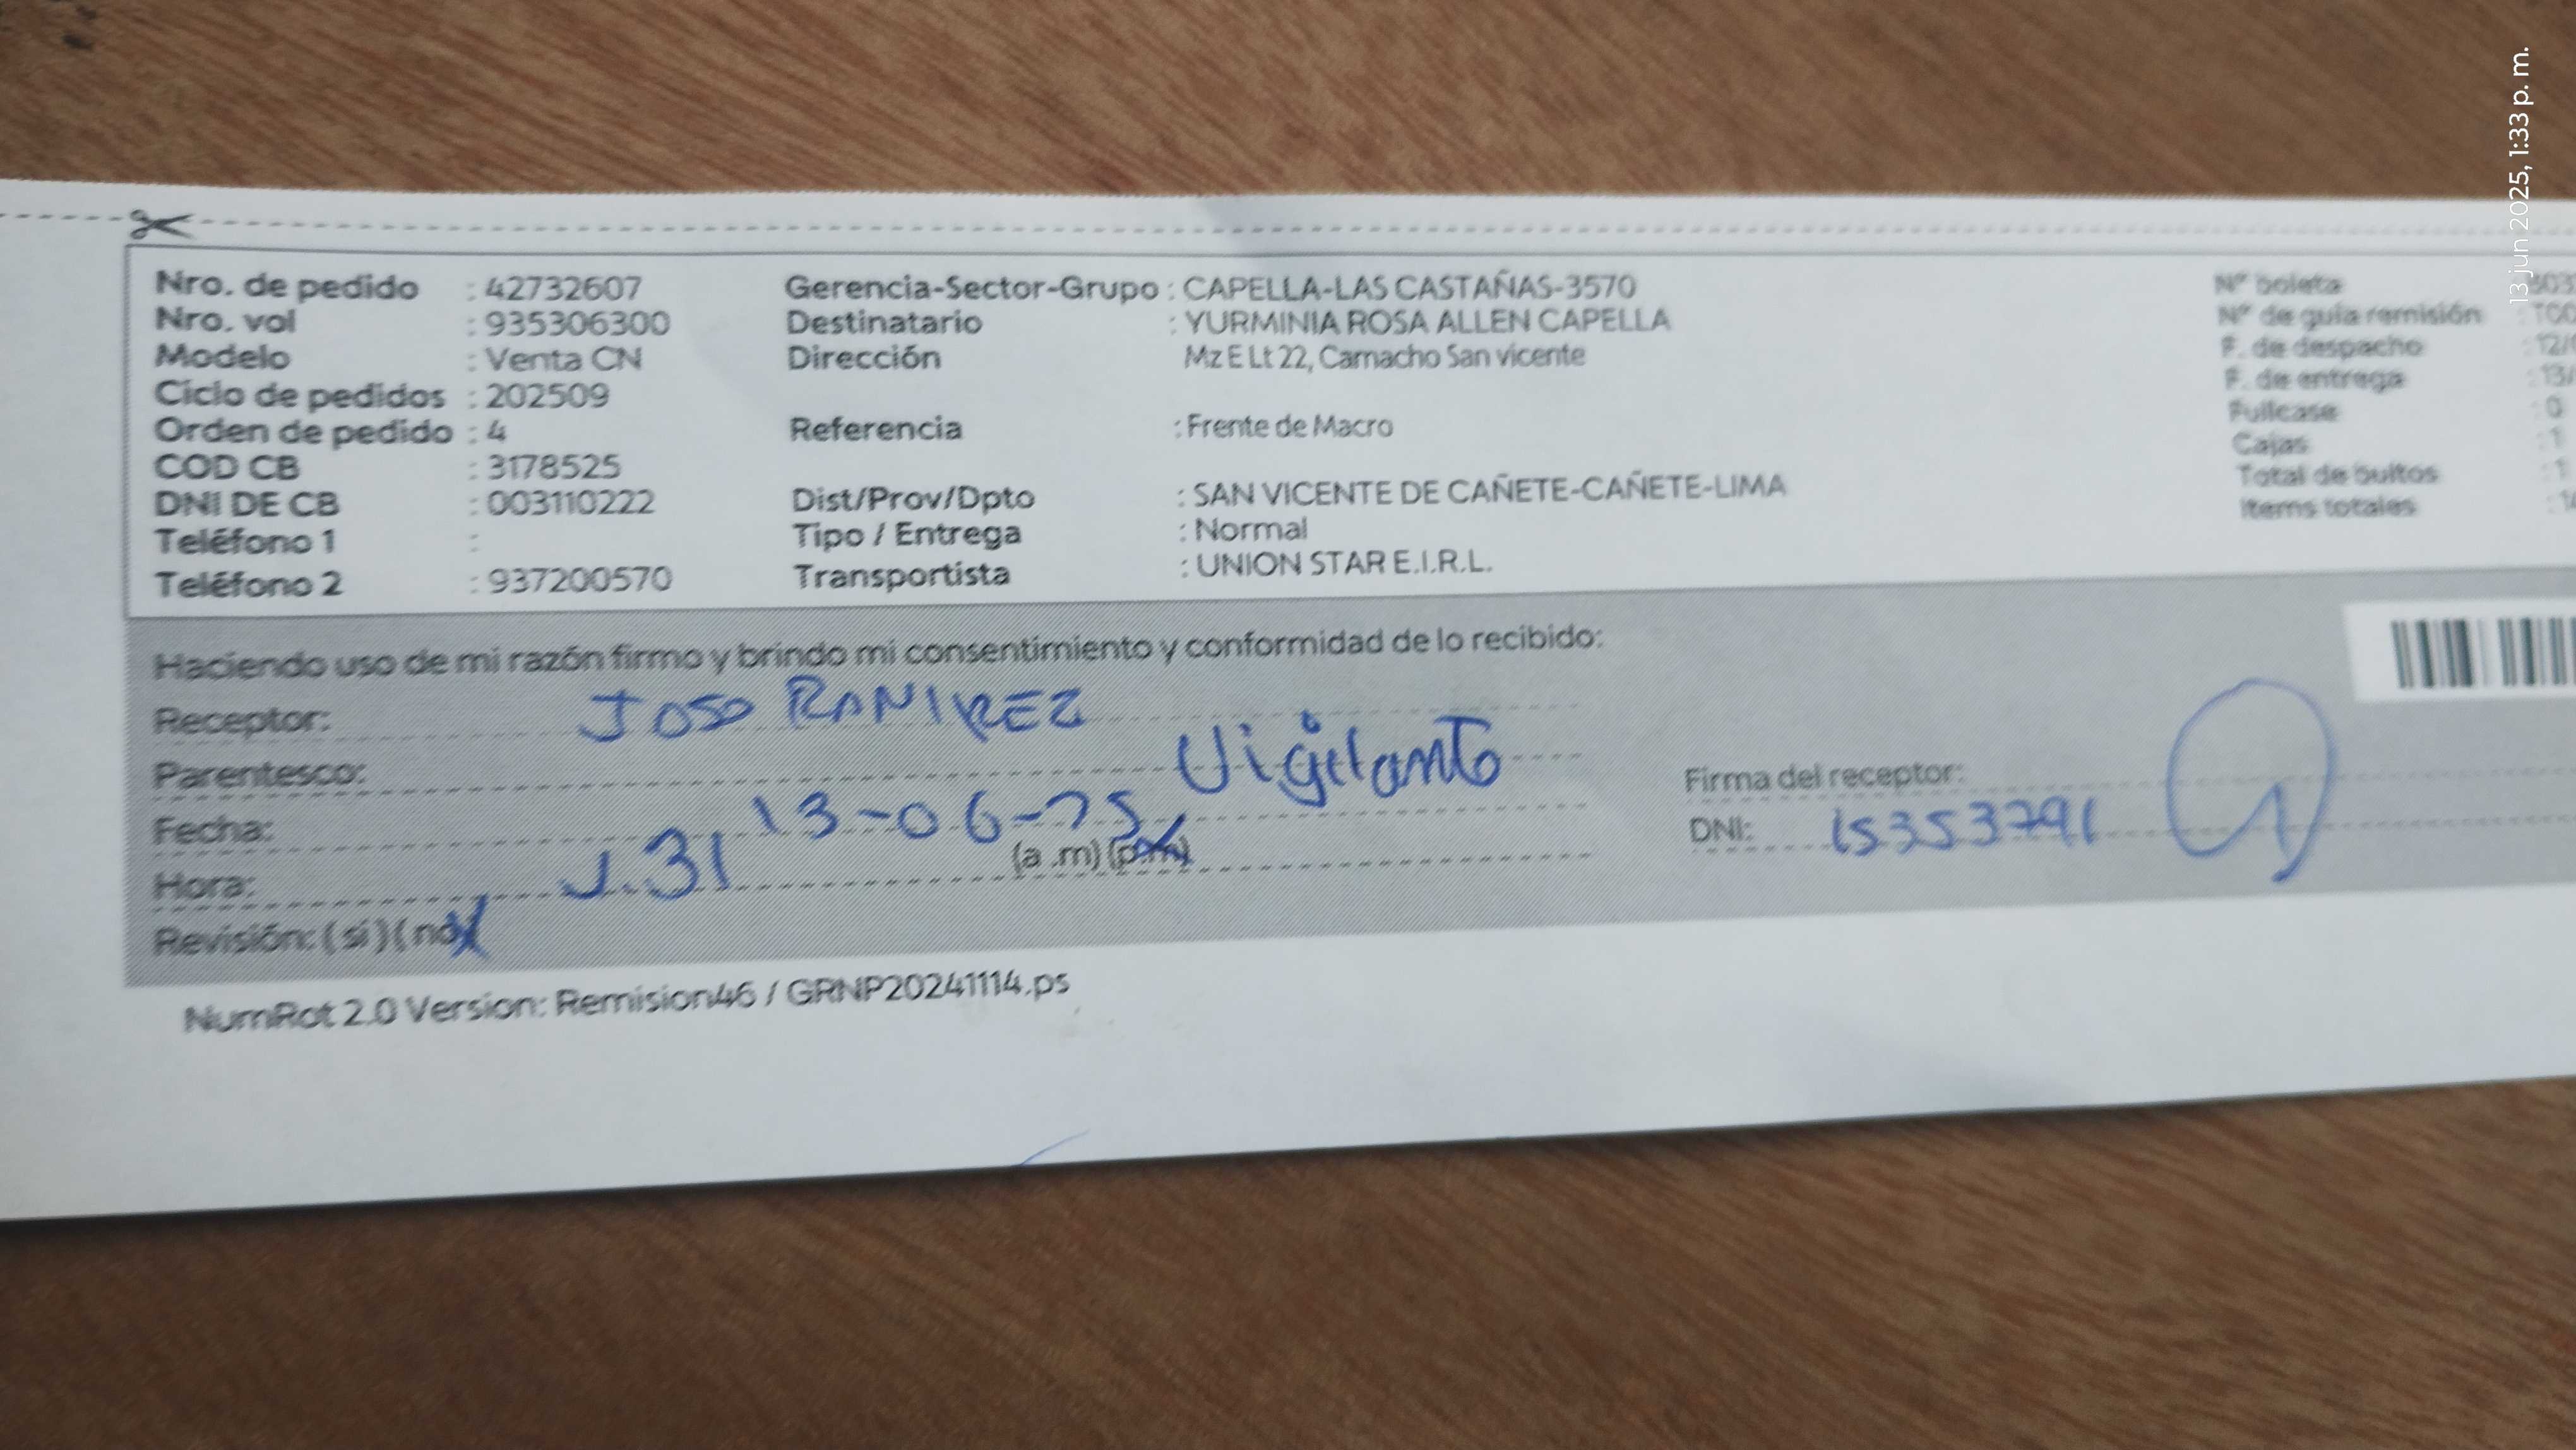 13 jun 2025, 1:33 p. m.
Nro. de pedido : 42732607
Nro. vol : 935306300
Modelo : Venta CN
Ciclo de pedidos : 202509
Orden de pedido : 4
COD CB : 3178525
DNI DE CB : 003110222
Teléfono 1 :
Teléfono 2 : 937200570
Gerencia-Sector-Grupo : CAPELLA-LAS CASTAÑAS-3570
Destinatario : YURMINIA ROSA ALLEN CAPELLA
Dirección Mz E Lt 22, Camacho San vicente
Referencia : Frente de Macro
Dist/Prov/Dpto : SAN VICENTE DE CAÑETE-CAÑETE-LIMA
Tipo / Entrega : Normal
Transportista : UNION STAR E.I.R.L.
N° boleta
N° de guía remisión :
F. de despacho : 12/
F. de entrega : 13/
Fullcase : 0
Cajas : 1
Total de bultos : 1
Items totales :
Haciendo uso de mi razón firmo y brindo mi consentimiento y conformidad de lo recibido:
Receptor: JOSO RAMIREZ
Parentesco: Vigilante
Fecha: 13-06-25
Hora: 1.31 (a .m) (p.m)
Revisión: ( sí ) ( no )
Firma del receptor:
DNI: 15353791
NumRot 2.0 Version: Remision46 / GRNP20241114.ps